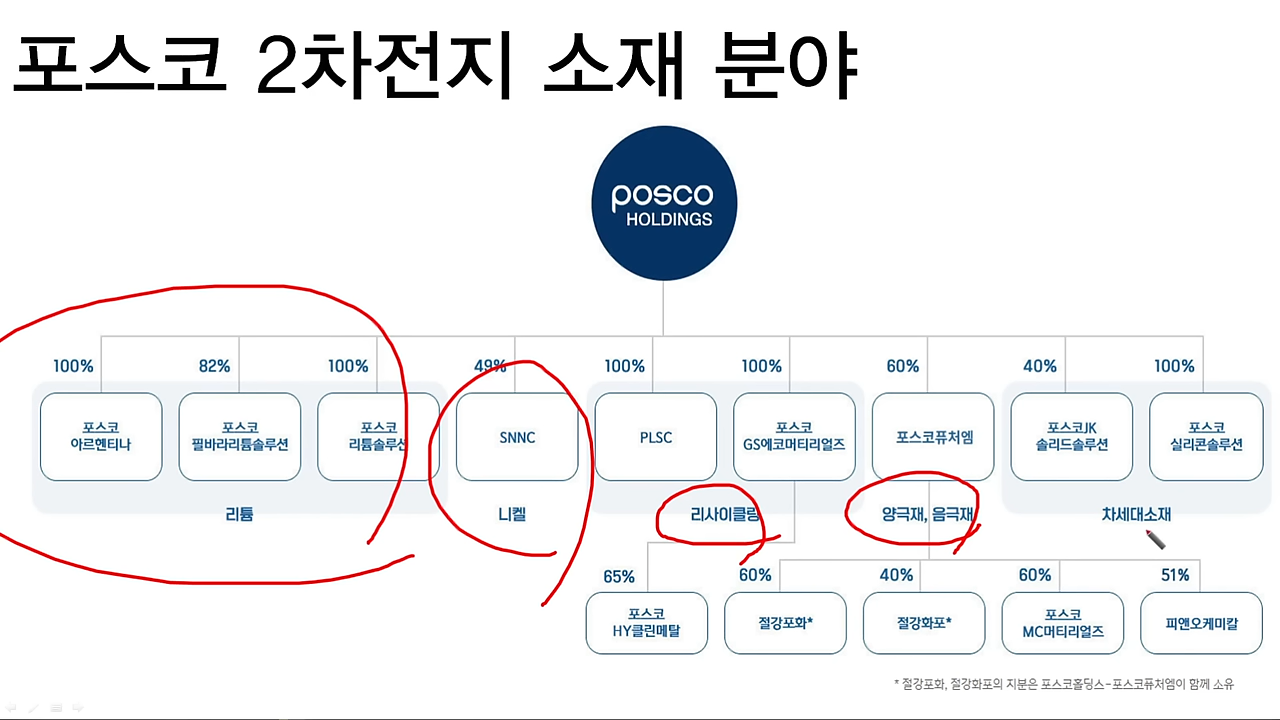 포스코 2차전지 소재 분야
posco
HOLDINGS
100%
82%
100%
49%
100%
100%
60%
40%
100%
포스코
아르헨티나
포스코
필바라리튬솔루션
포스코
리튬솔루션
SNNC
PLSC
포스코
GS에코머티리얼즈
포스코퓨처엠
포스코JK
솔리드솔루션
포스코
실리콘솔루션
리튬
니켈
리사이클링
양극재, 음극재
차세대소재
65%
60%
40%
60%
51%
포스코
HY클린메탈
절강포화*
절강화포*
포스코
MC머티리얼즈
피앤오케미칼
* 절강포화, 절강화포의 지분은 포스코홀딩스-포스코퓨처엠이 함께 소유